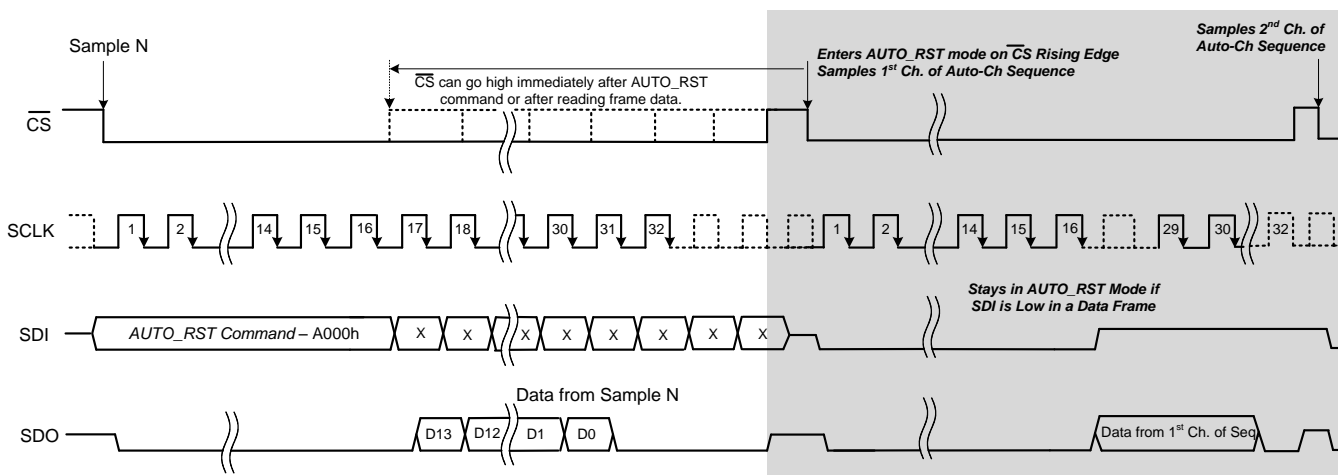 Sample N
Enters AUTO_RST mode on CS Rising Edge
Samples 1st Ch. of Auto-Ch Sequence
Samples 2nd Ch. of
Auto-Ch Sequence
CS can go high immediately after AUTO_RST
command or after reading frame data.
CS
SCLK 1 2 14 15 16 17 18 30 31 32 1 2 14 15 16 29 30 32
Stays in AUTO_RST Mode if
SDI is Low in a Data Frame
SDI AUTO_RST Command – A000h X X X X X X X X
Data from Sample N
SDO D13 D12 D1 D0 Data from 1st Ch. of Seq